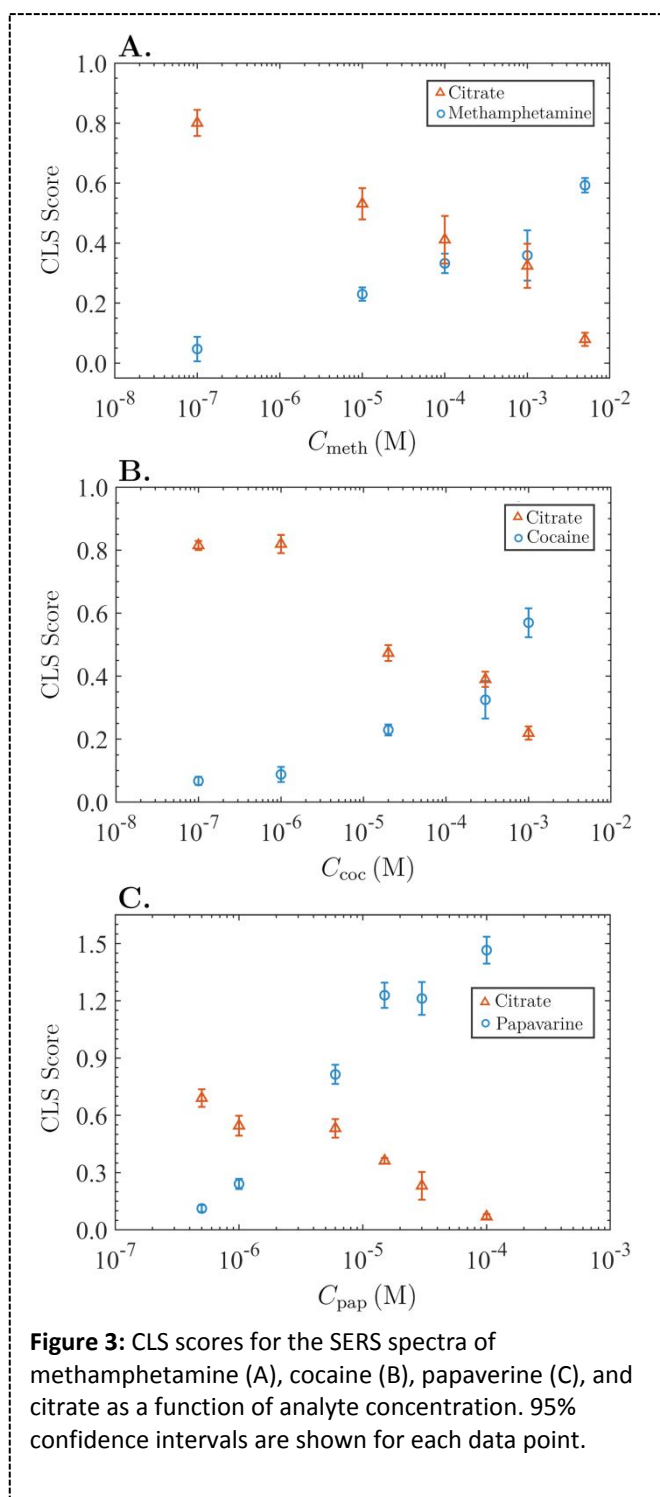 A.
1.0
0.8
0.6
0.4
0.2
0.0
CLS Score
Citrate
Methamphetamine
10⁻⁸ 10⁻⁷ 10⁻⁶ 10⁻⁵ 10⁻⁴ 10⁻³ 10⁻²
C_meth (M)
B.
1.0
0.8
0.6
0.4
0.2
0.0
CLS Score
Citrate
Cocaine
10⁻⁸ 10⁻⁷ 10⁻⁶ 10⁻⁵ 10⁻⁴ 10⁻³ 10⁻²
C_coc (M)
C.
1.5
1.2
0.9
0.6
0.3
0.0
CLS Score
Citrate
Papavarine
10⁻⁷ 10⁻⁶ 10⁻⁵ 10⁻⁴ 10⁻³
C_pap (M)
Figure 3: CLS scores for the SERS spectra of
methamphetamine (A), cocaine (B), papaverine (C), and
citrate as a function of analyte concentration. 95%
confidence intervals are shown for each data point.